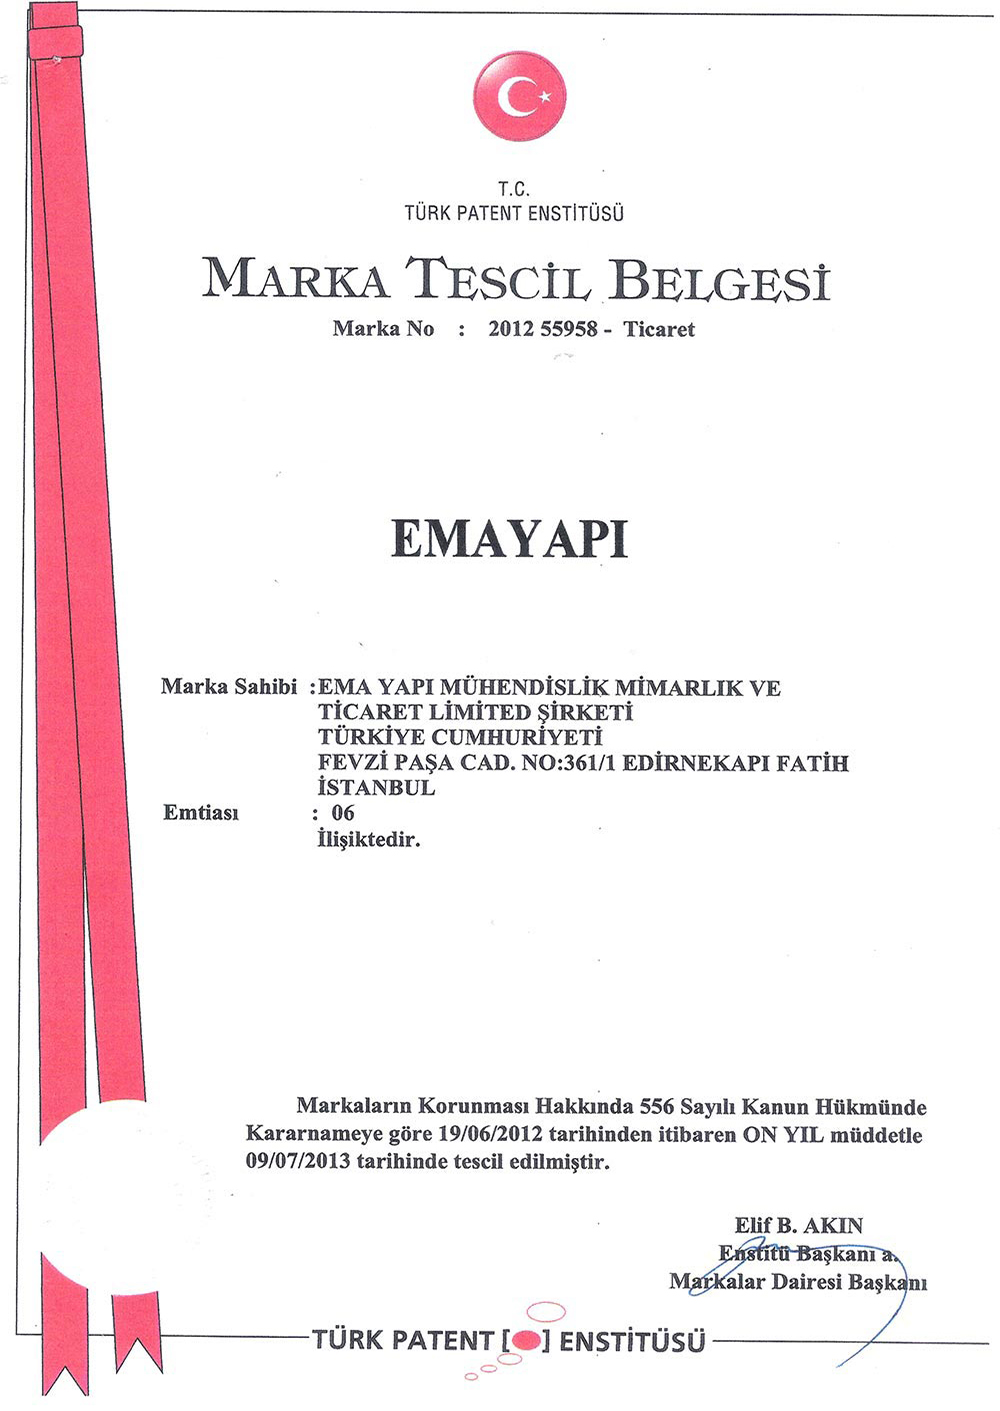 T.C.
TÜRK PATENT ENSTİTÜSÜ
MARKA TESCİL BELGESİ
Marka No : 2012 55958 - Ticaret
EMAYAPI
Marka Sahibi :EMA YAPI MÜHENDİSLİK MİMARLIK VE
TİCARET LİMİTED ŞİRKETİ
TÜRKİYE CUMHURİYETİ
FEVZİ PAŞA CAD. NO:361/1 EDİRNEKAPI FATİH
İSTANBUL
Emtiası : 06
İlişiktedir.
Markaların Korunması Hakkında 556 Sayılı Kanun Hükmünde
Kararnameye göre 19/06/2012 tarihinden itibaren ON YIL müddetle
09/07/2013 tarihinde tescil edilmiştir.
Elif B. AKIN
Enstitü Başkanı a.
Markalar Dairesi Başkanı
TÜRK PATENT [ ] ENSTİTÜSÜ